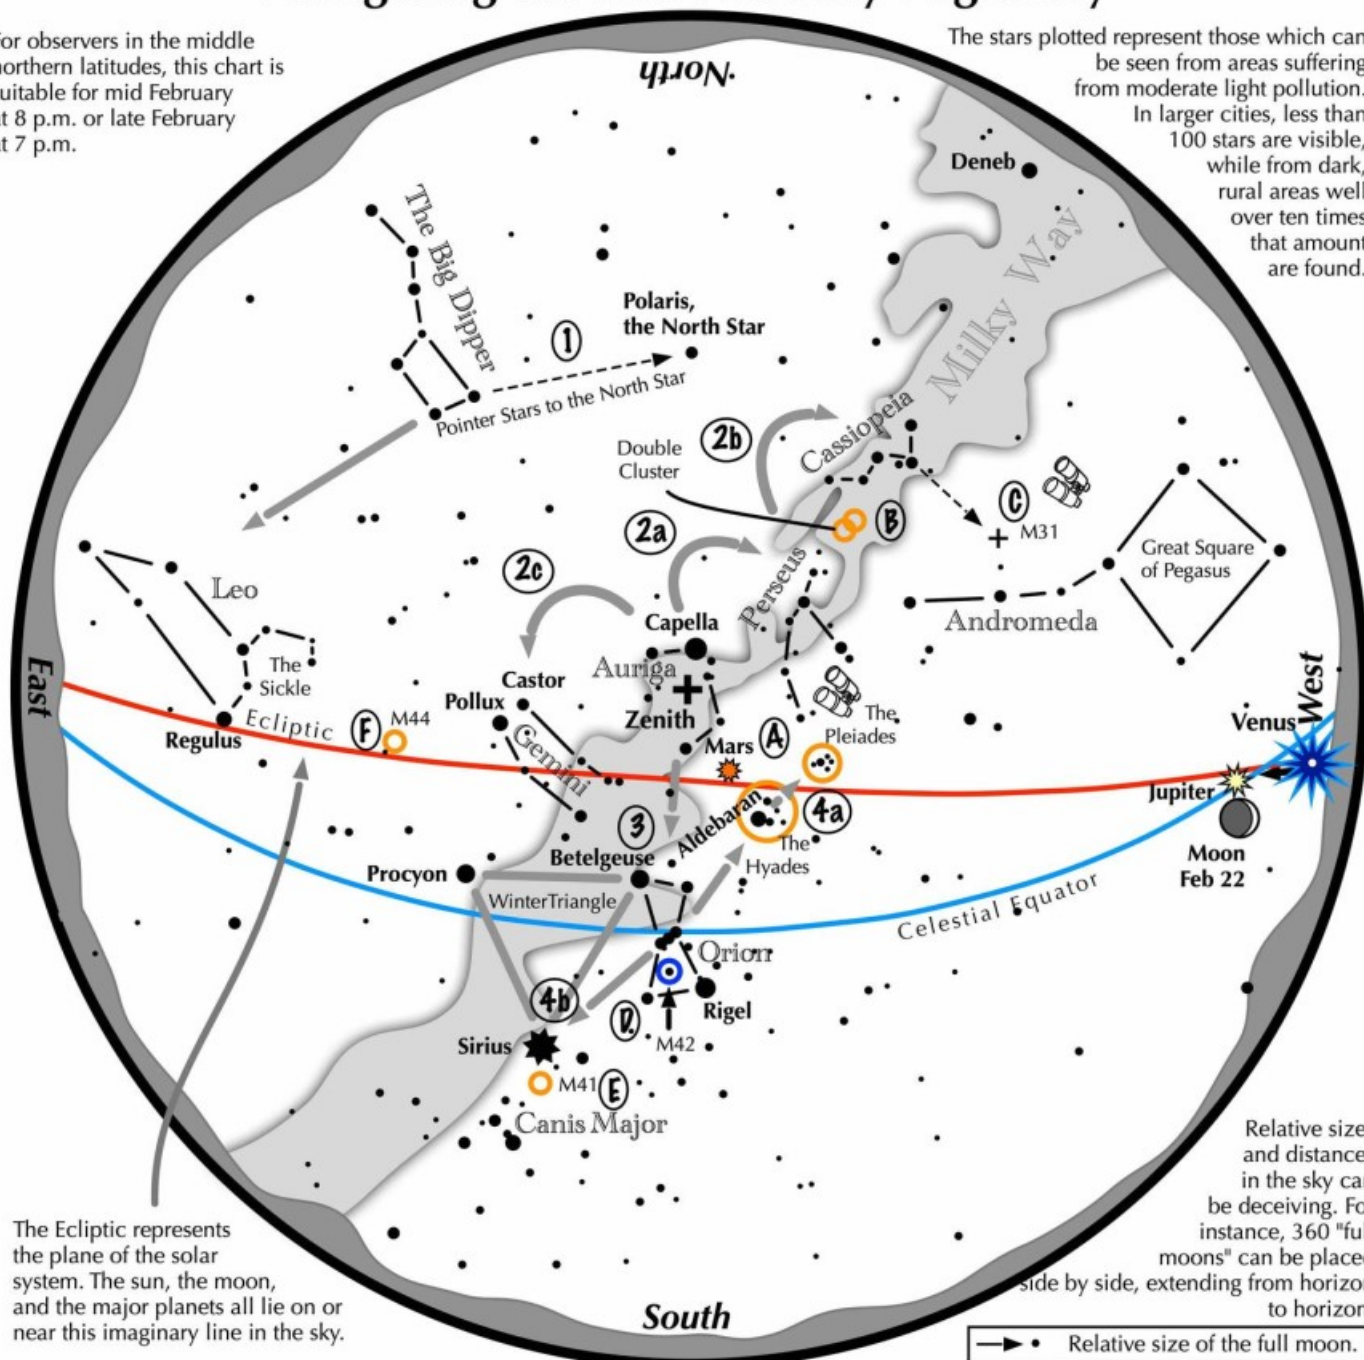 or observers in the middle
northern latitudes, this chart is
uitable for mid February
at 8 p.m. or late February
at 7 p.m.
The stars plotted represent those which can
be seen from areas suffering
from moderate light pollution.
In larger cities, less than
100 stars are visible,
while from dark,
rural areas well
over ten times
that amount
are found.
North
Deneb
Milky Way
The Big Dipper
Polaris,
the North Star
1
Pointer Stars to the North Star
2b
Cassiopeia
Double
Cluster
2a
B
C
M31
Great Square
of Pegasus
2c
Leo
Perseus
Andromeda
Capella
The
Sickle
Auriga
East
Castor
Pollux
Zenith
The
Pleiades
West
Venus
Regulus
Ecliptic
F
M44
Gemini
Mars
A
Jupiter
Aldebaran
4a
3
The
Hyades
Moon
Feb 22
Betelgeuse
Procyon
WinterTriangle
Celestial Equator
Orion
4b
D
Rigel
Sirius
M42
M41
E
Canis Major
The Ecliptic represents
the plane of the solar
system. The sun, the moon,
and the major planets all lie on or
near this imaginary line in the sky.
South
Relative size
and distance
in the sky ca
be deceiving. Fo
instance, 360 "fu
moons" can be place
side by side, extending from horizo
to horizon
Relative size of the full moon.